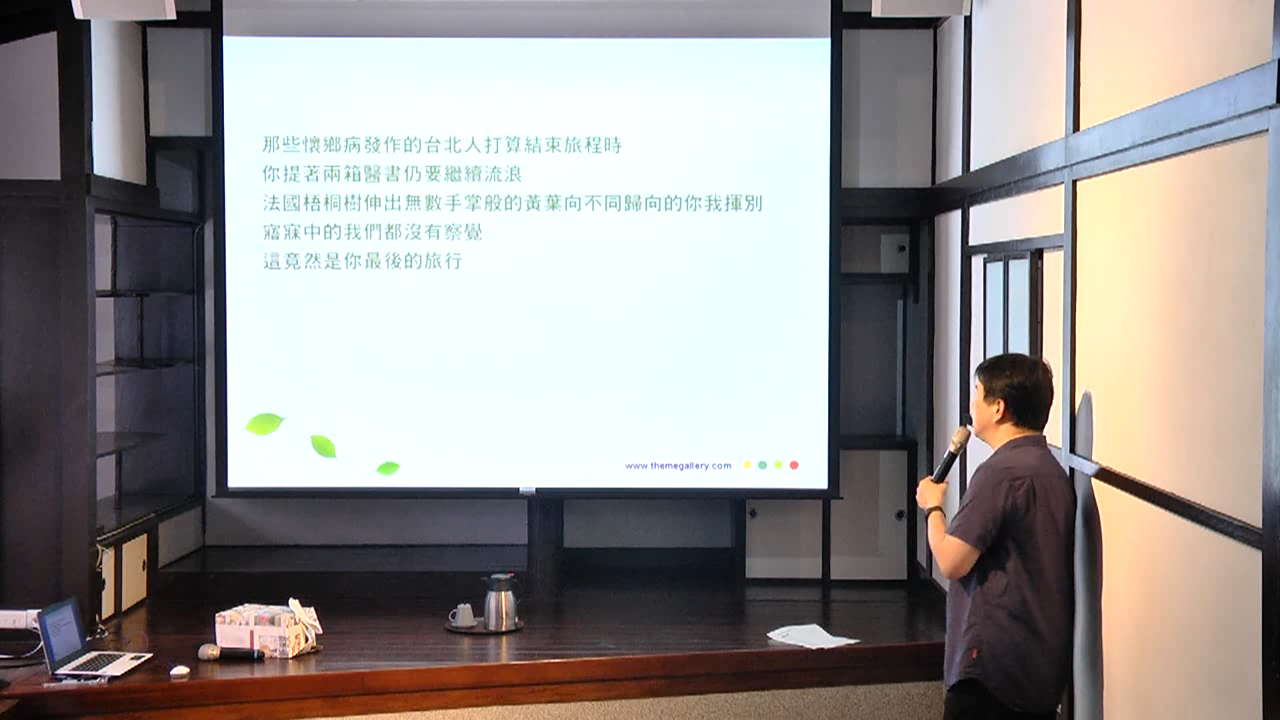 那些懷鄉病發作的台北人打算結束旅程時
你提著兩箱醫書仍要繼續流浪
法國梧桐樹伸出無數手掌般的黃葉向不同歸向的你我揮別
寤寐中的我們都沒有察覺
這竟然是你最後的旅行
www.themegallery.com